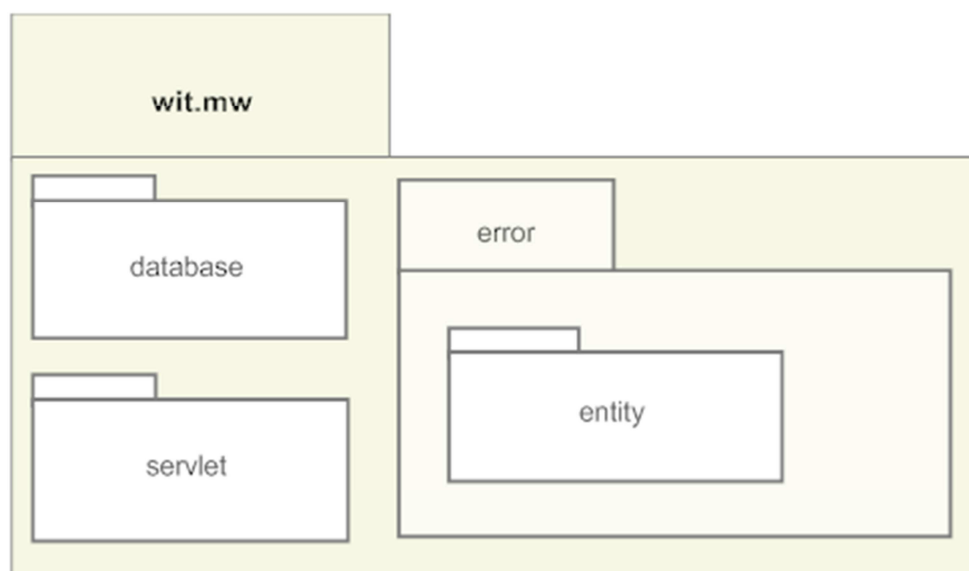 wit.mw
database
error
entity
servlet